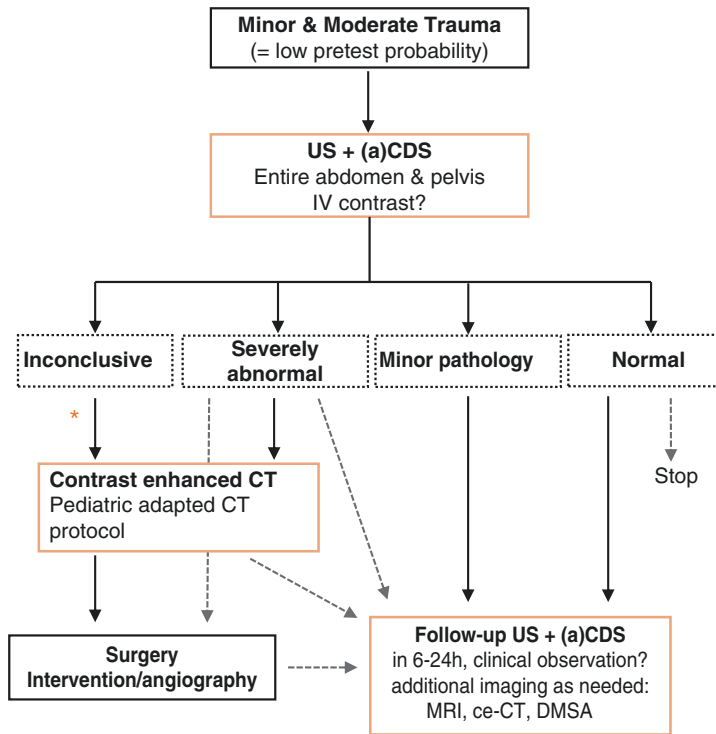 Minor & Moderate Trauma
(= low pretest probability)
US + (a)CDS
Entire abdomen & pelvis
IV contrast?
Inconclusive
Severely
abnormal
Minor pathology
Normal
*
Stop
Contrast enhanced CT
Pediatric adapted CT
protocol
Surgery
Intervention/angiography
Follow-up US + (a)CDS
in 6-24h, clinical observation?
additional imaging as needed:
MRI, ce-CT, DMSA